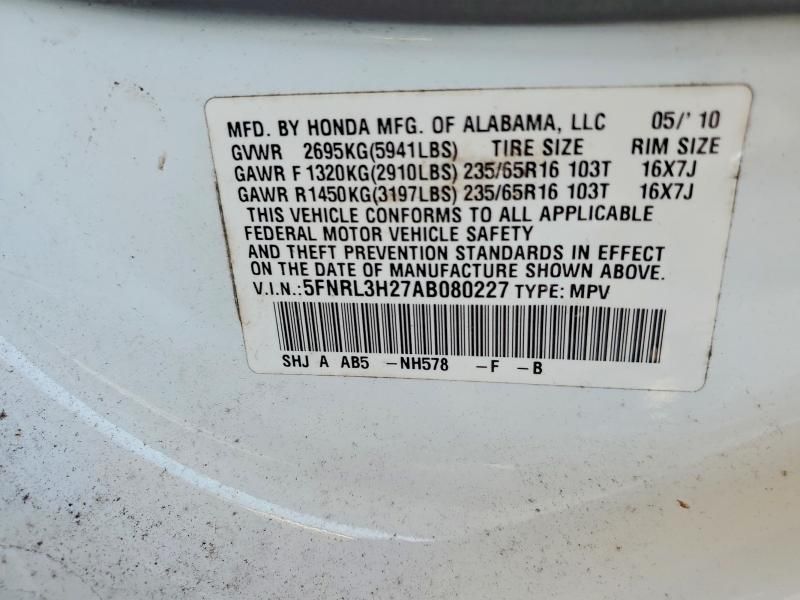 MFD. BY HONDA MFG. OF ALABAMA, LLC 05/' 10
GVWR 2695KG(5941LBS) TIRE SIZE RIM SIZE
GAWR F 1320KG(2910LBS) 235/65R16 103T 16X7J
GAWR R1450KG(3197LBS) 235/65R16 103T 16X7J
THIS VEHICLE CONFORMS TO ALL APPLICABLE
FEDERAL MOTOR VEHICLE SAFETY
AND THEFT PREVENTION STANDARDS IN EFFECT
ON THE DATE OF MANUFACTURE SHOWN ABOVE.
V.I.N.:5FNRL3H27AB080227 TYPE: MPV
SHJ A AB5 -NH578 -F -B